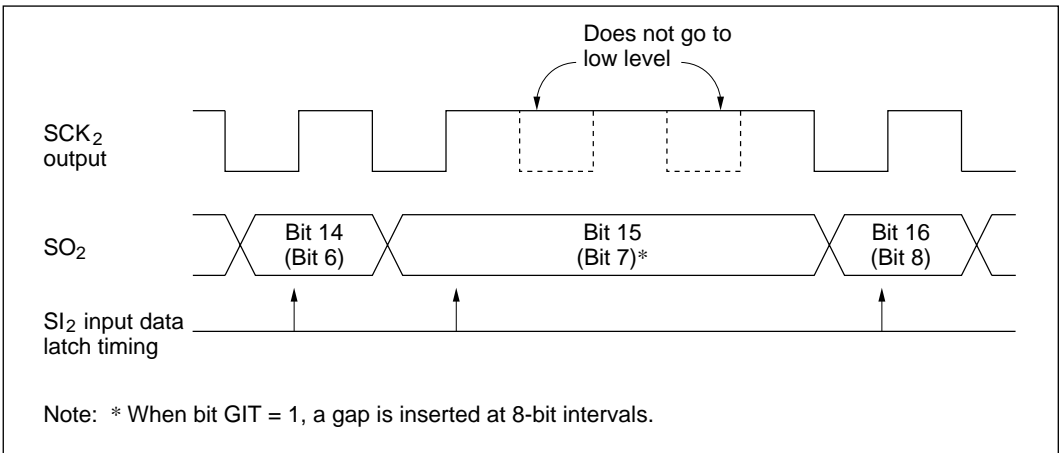 Does not go to
low level
SCK2
output
SO2
Bit 14
(Bit 6)
Bit 15
(Bit 7)*
Bit 16
(Bit 8)
SI2 input data
latch timing
Note: * When bit GIT = 1, a gap is inserted at 8-bit intervals.